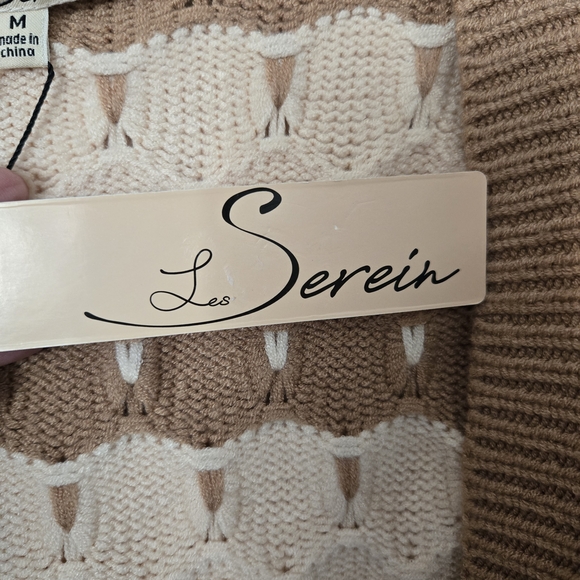 M
made in
china
Les Serein